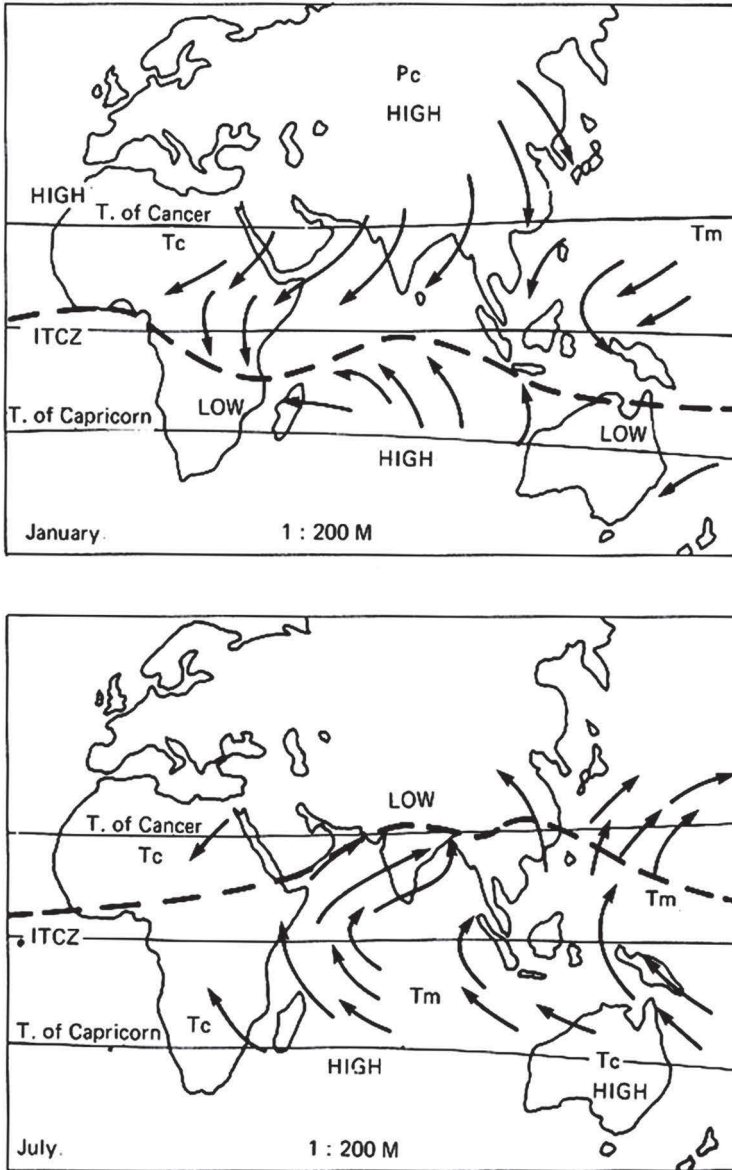 Pc
HIGH
HIGH
T. of Cancer
Tc
Tm
ITCZ
LOW
T. of Capricorn
LOW
HIGH
January.
1 : 200 M
LOW
T. of Cancer
Tc
Tm
ITCZ
Tm
Tc
T. of Capricorn
HIGH
Tc
HIGH
July.
1 : 200 M